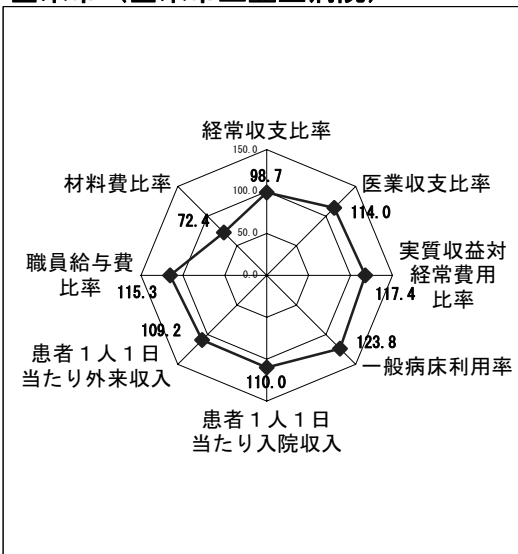 経常収支比率
150.0
98.7
100.0
50.0
0.0
医業収支比率
114.0
実質収益対
経常費用
比率
117.4
123.8
一般病床利用率
110.0
患者１人１日
当たり入院収入
109.2
患者１人１日
当たり外来収入
職員給与費
比率
115.3
材料費比率
72.4